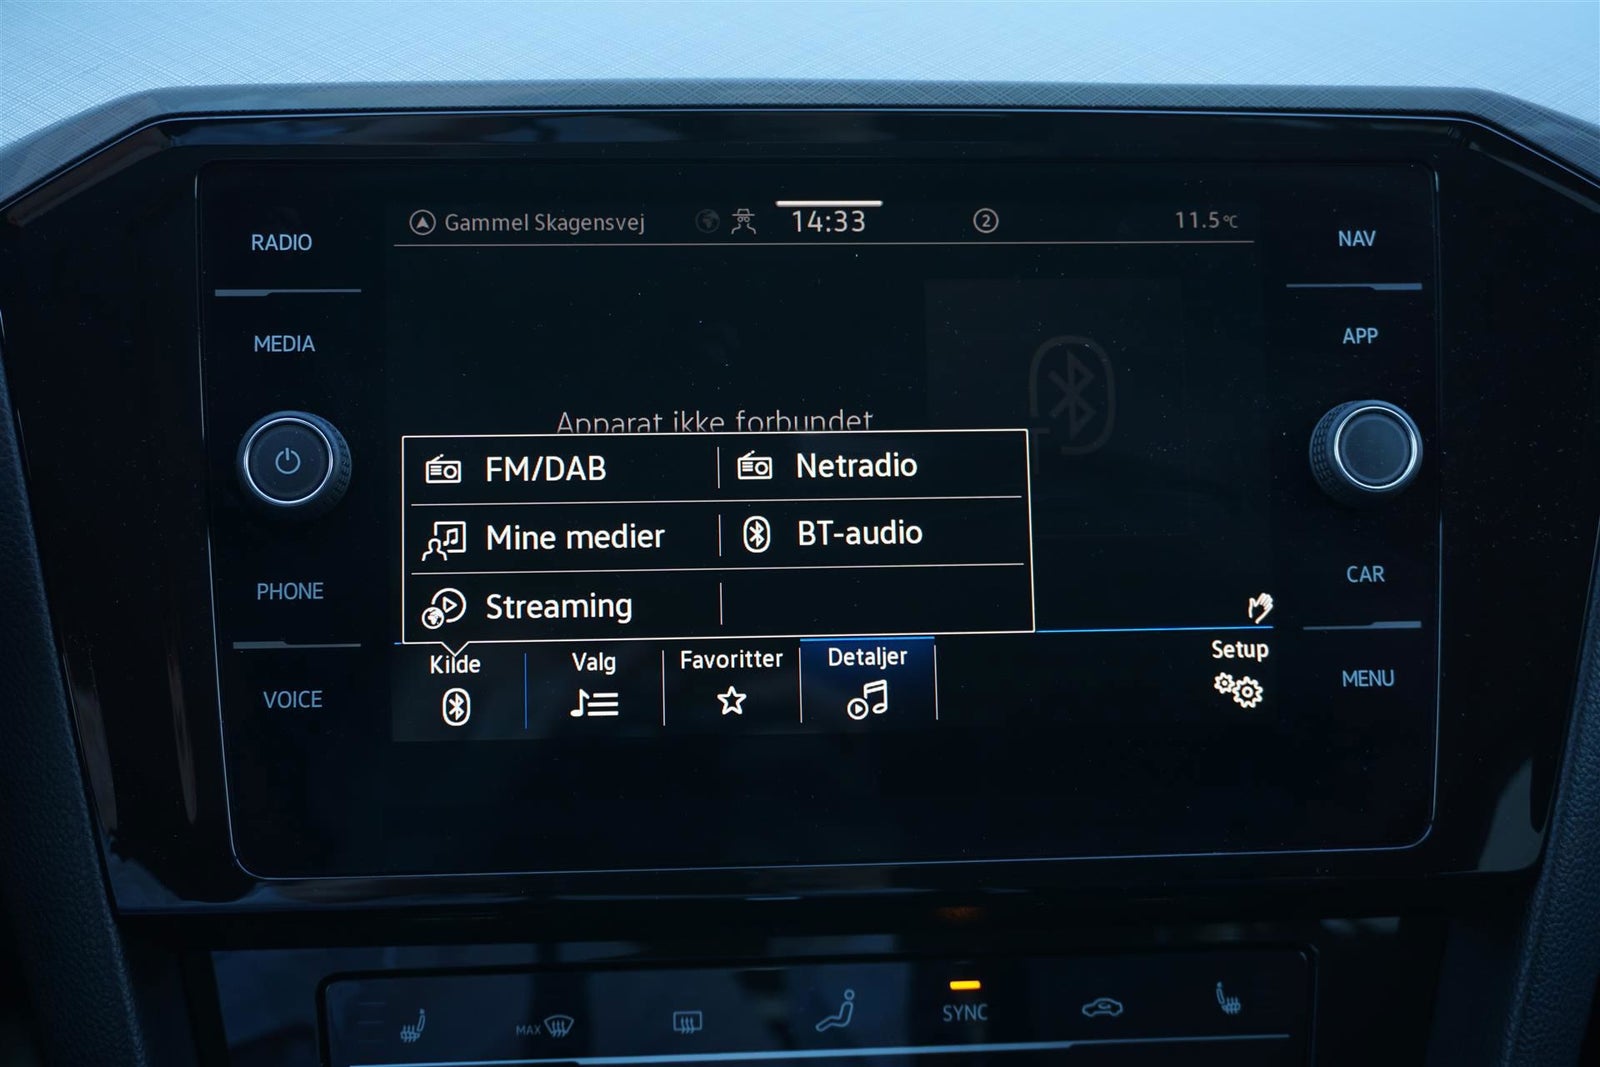 RADIO
MEDIA
PHONE
VOICE
Gammel Skagensvej 14:33 2 11.5°C
Apparat ikke forbundet
FM/DAB Netradio
Mine medier BT-audio
Streaming
Kilde Valg Favoritter Detaljer Setup
NAV
APP
CAR
MENU
MAX SYNC